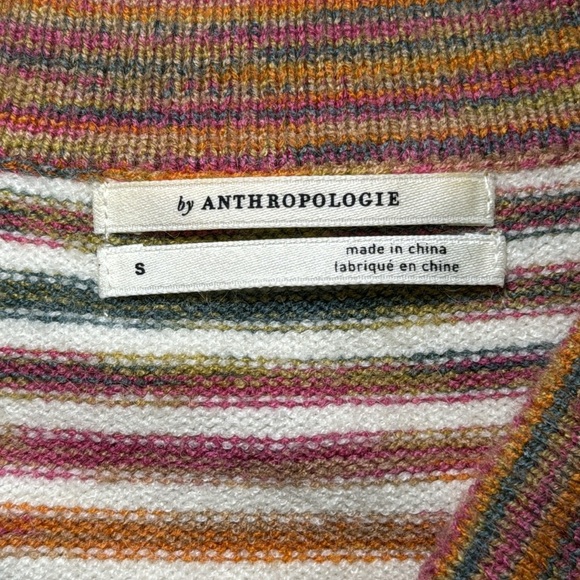 by ANTHROPOLOGIE
S
made in china
fabriqué en chine